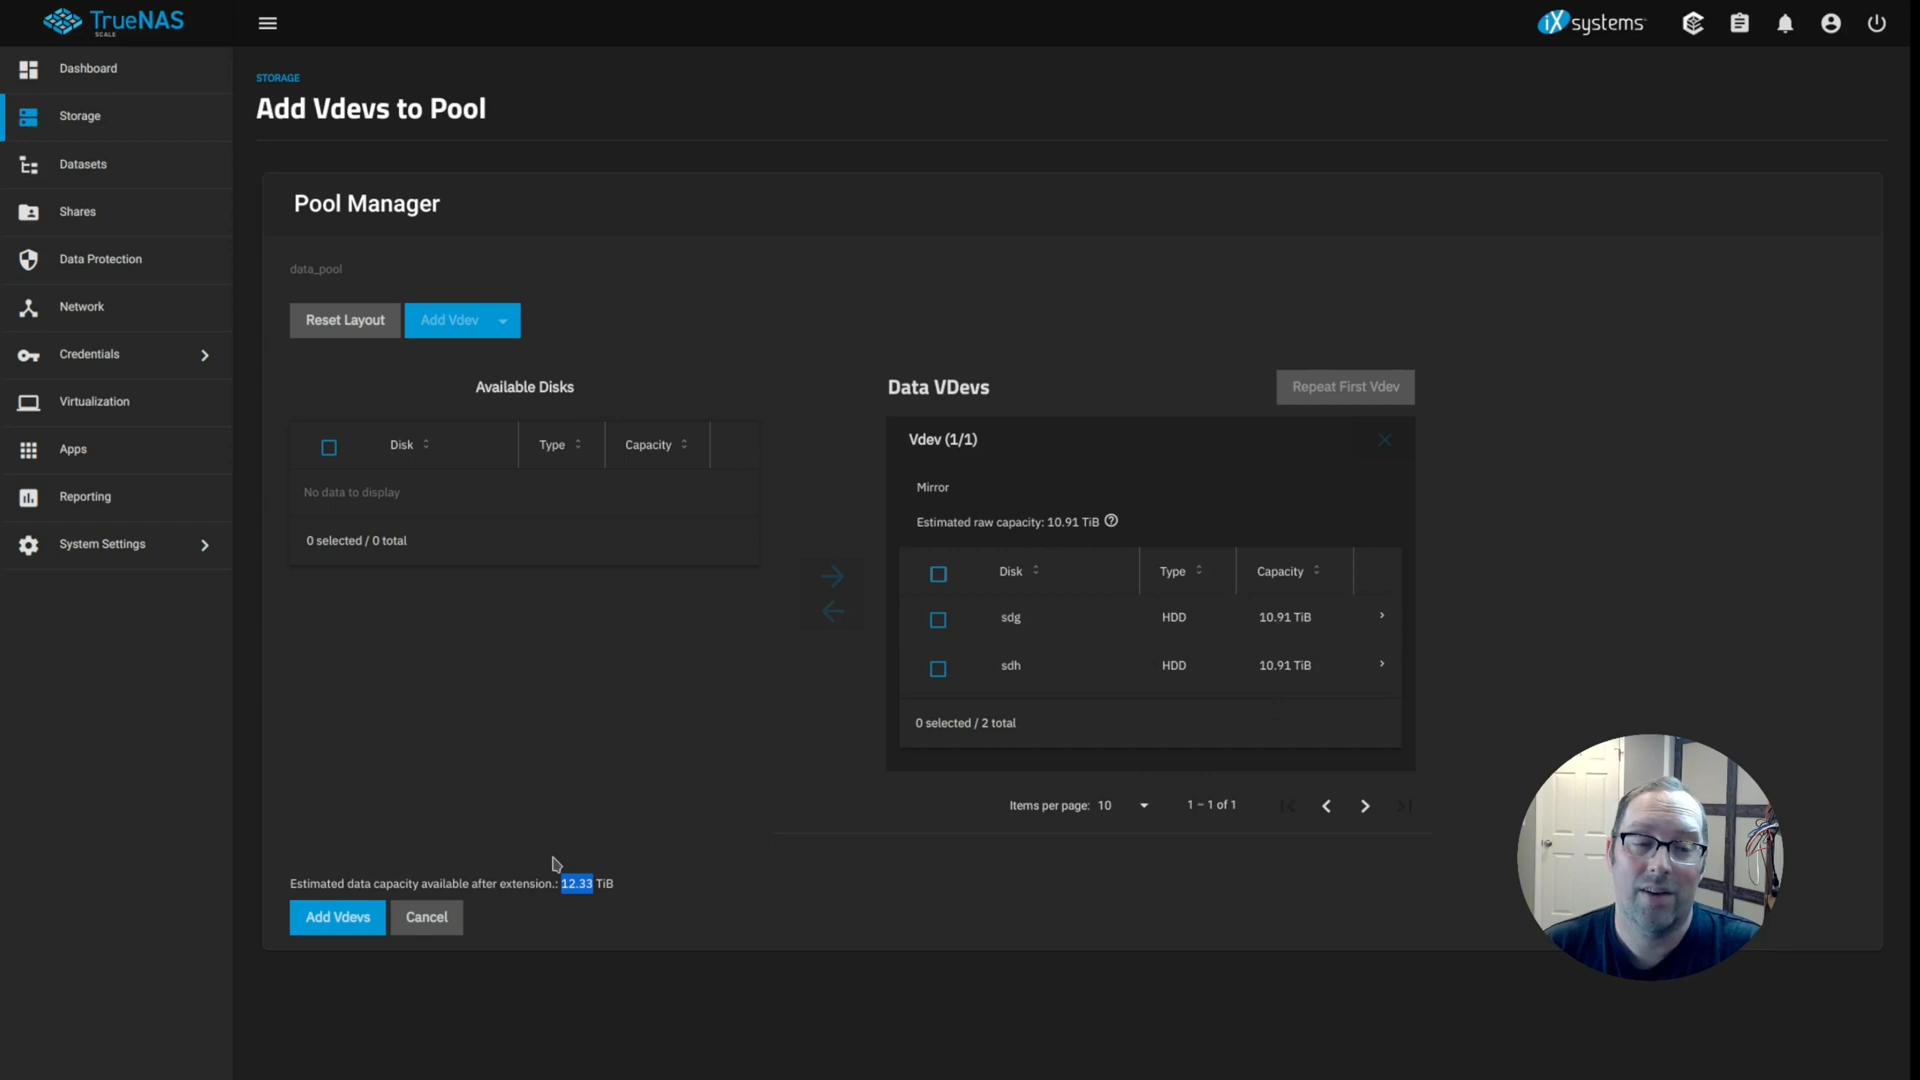 TrueNAS
SCALE
iXsystems
Dashboard
Storage
Datasets
Shares
Data Protection
Network
Credentials
Virtualization
Apps
Reporting
System Settings
STORAGE
Add Vdevs to Pool
Pool Manager
data_pool
Reset Layout
Add Vdev
Available Disks
Disk Type Capacity
No data to display
0 selected / 0 total
Data VDevs
Repeat First Vdev
Vdev (1/1)
Mirror
Estimated raw capacity: 10.91 TiB
Disk Type Capacity
sdg HDD 10.91 TiB
sdh HDD 10.91 TiB
0 selected / 2 total
Items per page: 10 1 – 1 of 1
Estimated data capacity available after extension.: 12.33 TiB
Add Vdevs
Cancel